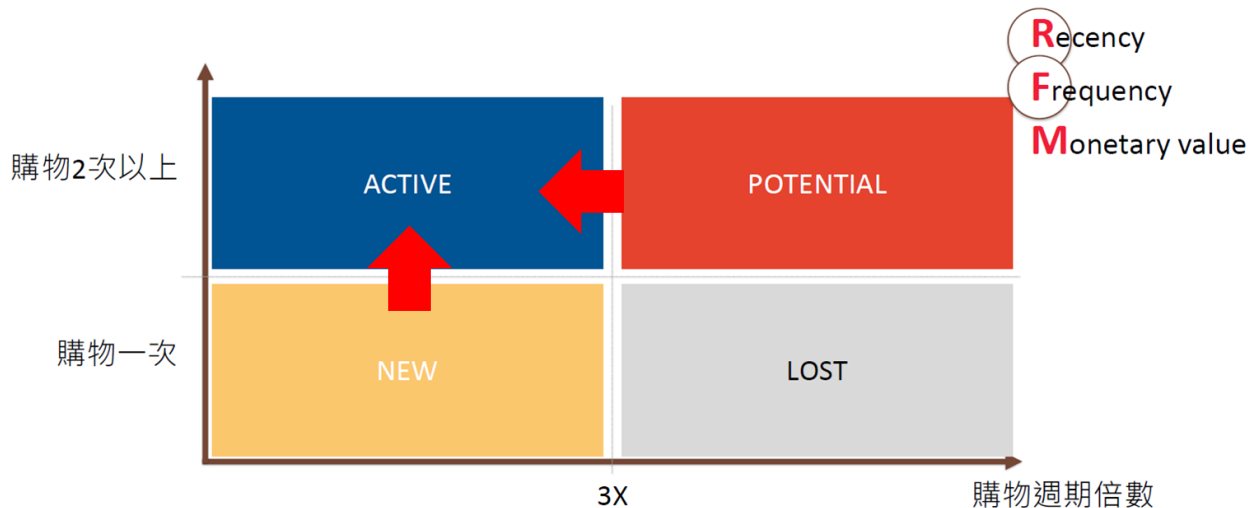 Recency
Frequency
Monetary value
購物2次以上
ACTIVE
POTENTIAL
購物一次
NEW
LOST
3X
購物週期倍數